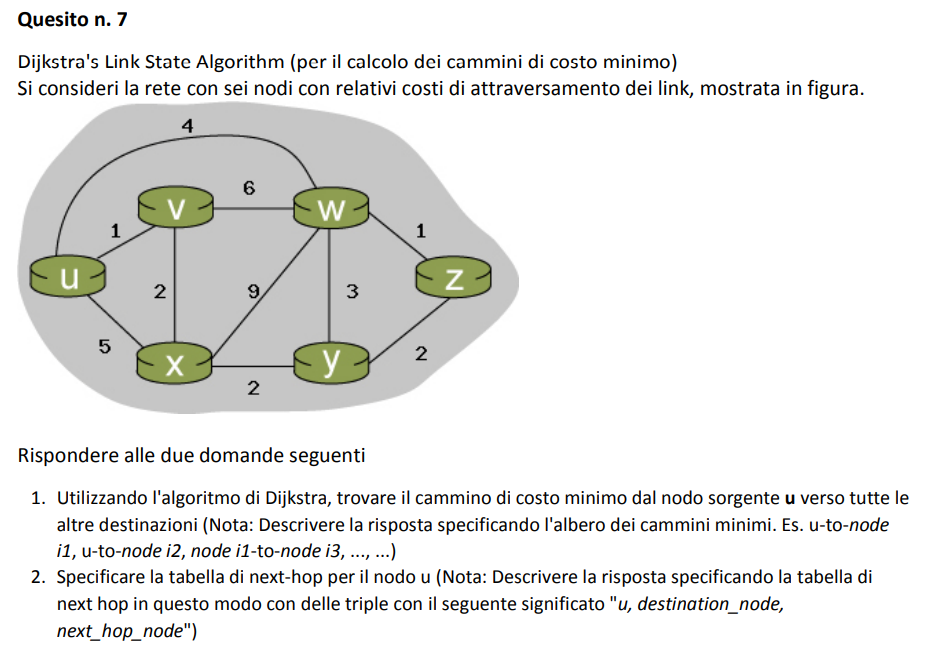 Quesito n. 7
Dijkstra's Link State Algorithm (per il calcolo dei cammini di costo minimo)
Si consideri la rete con sei nodi con relativi costi di attraversamento dei link, mostrata in figura.
4
6
v
w
1
1
u
z
2
9
3
5
2
x
y
2
Rispondere alle due domande seguenti
1. Utilizzando l'algoritmo di Dijkstra, trovare il cammino di costo minimo dal nodo sorgente u verso tutte le
altre destinazioni (Nota: Descrivere la risposta specificando l'albero dei cammini minimi. Es. u-to-node
i1, u-to-node i2, node i1-to-node i3, ..., ...)
2. Specificare la tabella di next-hop per il nodo u (Nota: Descrivere la risposta specificando la tabella di
next hop in questo modo con delle triple con il seguente significato "u, destination_node,
next_hop_node")